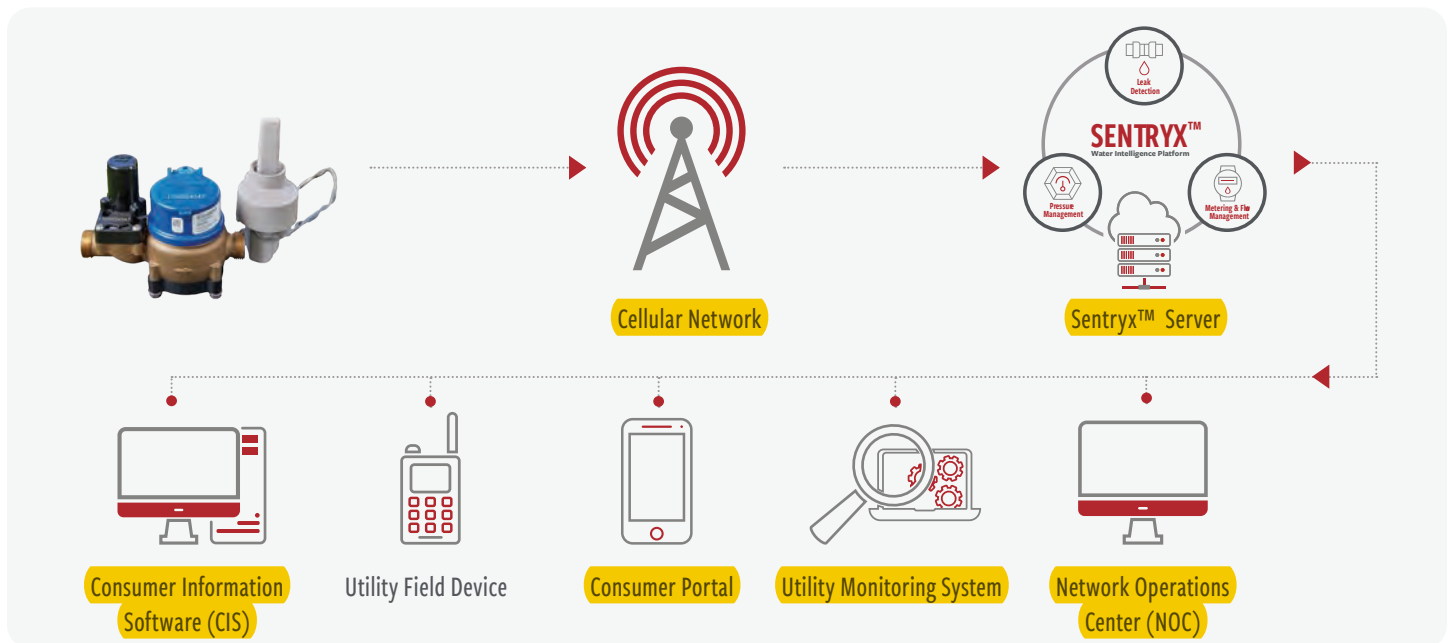 Leak
Detection
SENTRYX™
Water Intelligence Platform
Pressure
Management
Metering & Flow
Management
Cellular Network
Sentryx™ Server
Consumer Information
Software (CIS)
Utility Field Device
Consumer Portal
Utility Monitoring System
Network Operations
Center (NOC)